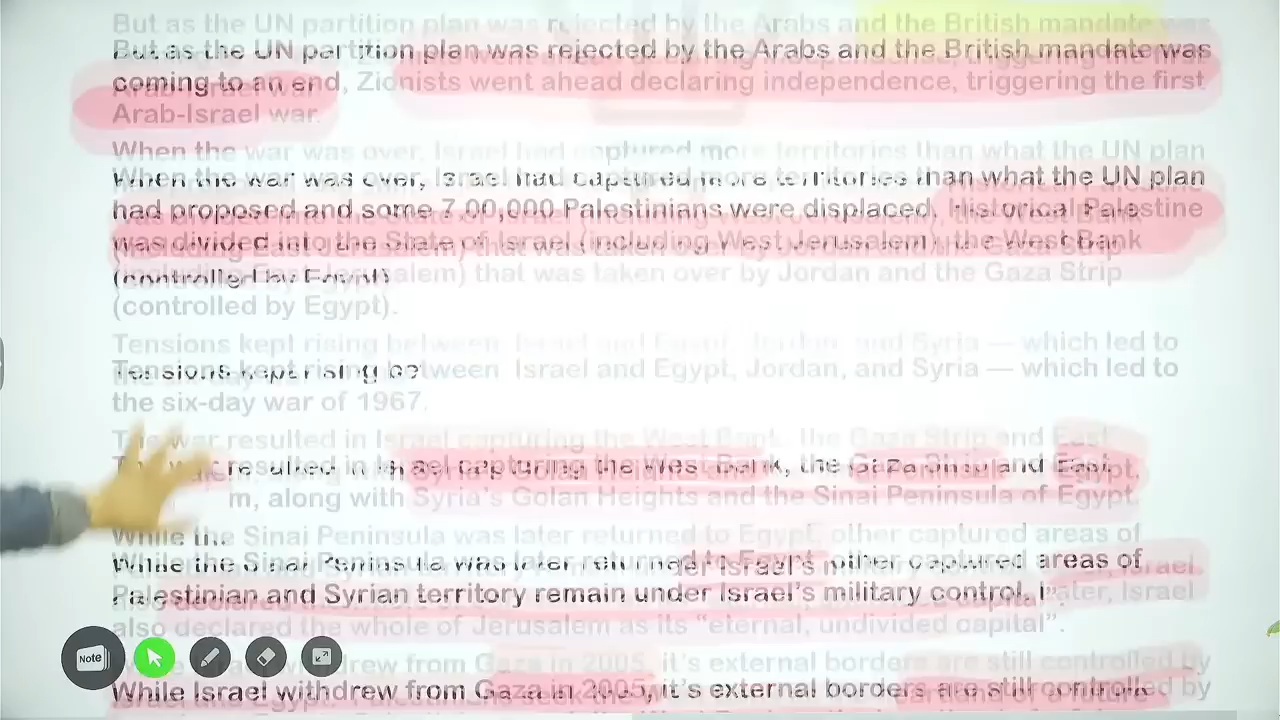 But as the UN partition plan was rejected by the Arabs and the British mandate was
coming to an end, Zionists went ahead declaring independence, triggering the first
Arab-Israel war.
When the war was over, Israel had captured more territories than what the UN plan
had proposed and some 7,00,000 Palestinians were displaced. Historical Palestine
was divided into the State of Israel (including West Jerusalem), the West Bank
that was taken over by Jordan and the Gaza Strip
(controlled by Egypt).
Tensions kept rising between Israel and Egypt, Jordan, and Syria — which led to
the six-day war of 1967.
The war resulted in Israel capturing the West Bank, the Gaza Strip and East
m, along with Syria's Golan Heights and the Sinai Peninsula of Egypt.
While the Sinai Peninsula was later returned to Egypt, other captured areas of
Palestinian and Syrian territory remain under Israel's military control. Later, Israel
also declared the whole of Jerusalem as its "eternal, undivided capital".
While Israel withdrew from Gaza in 2005, it's external borders are still controlled by
Note